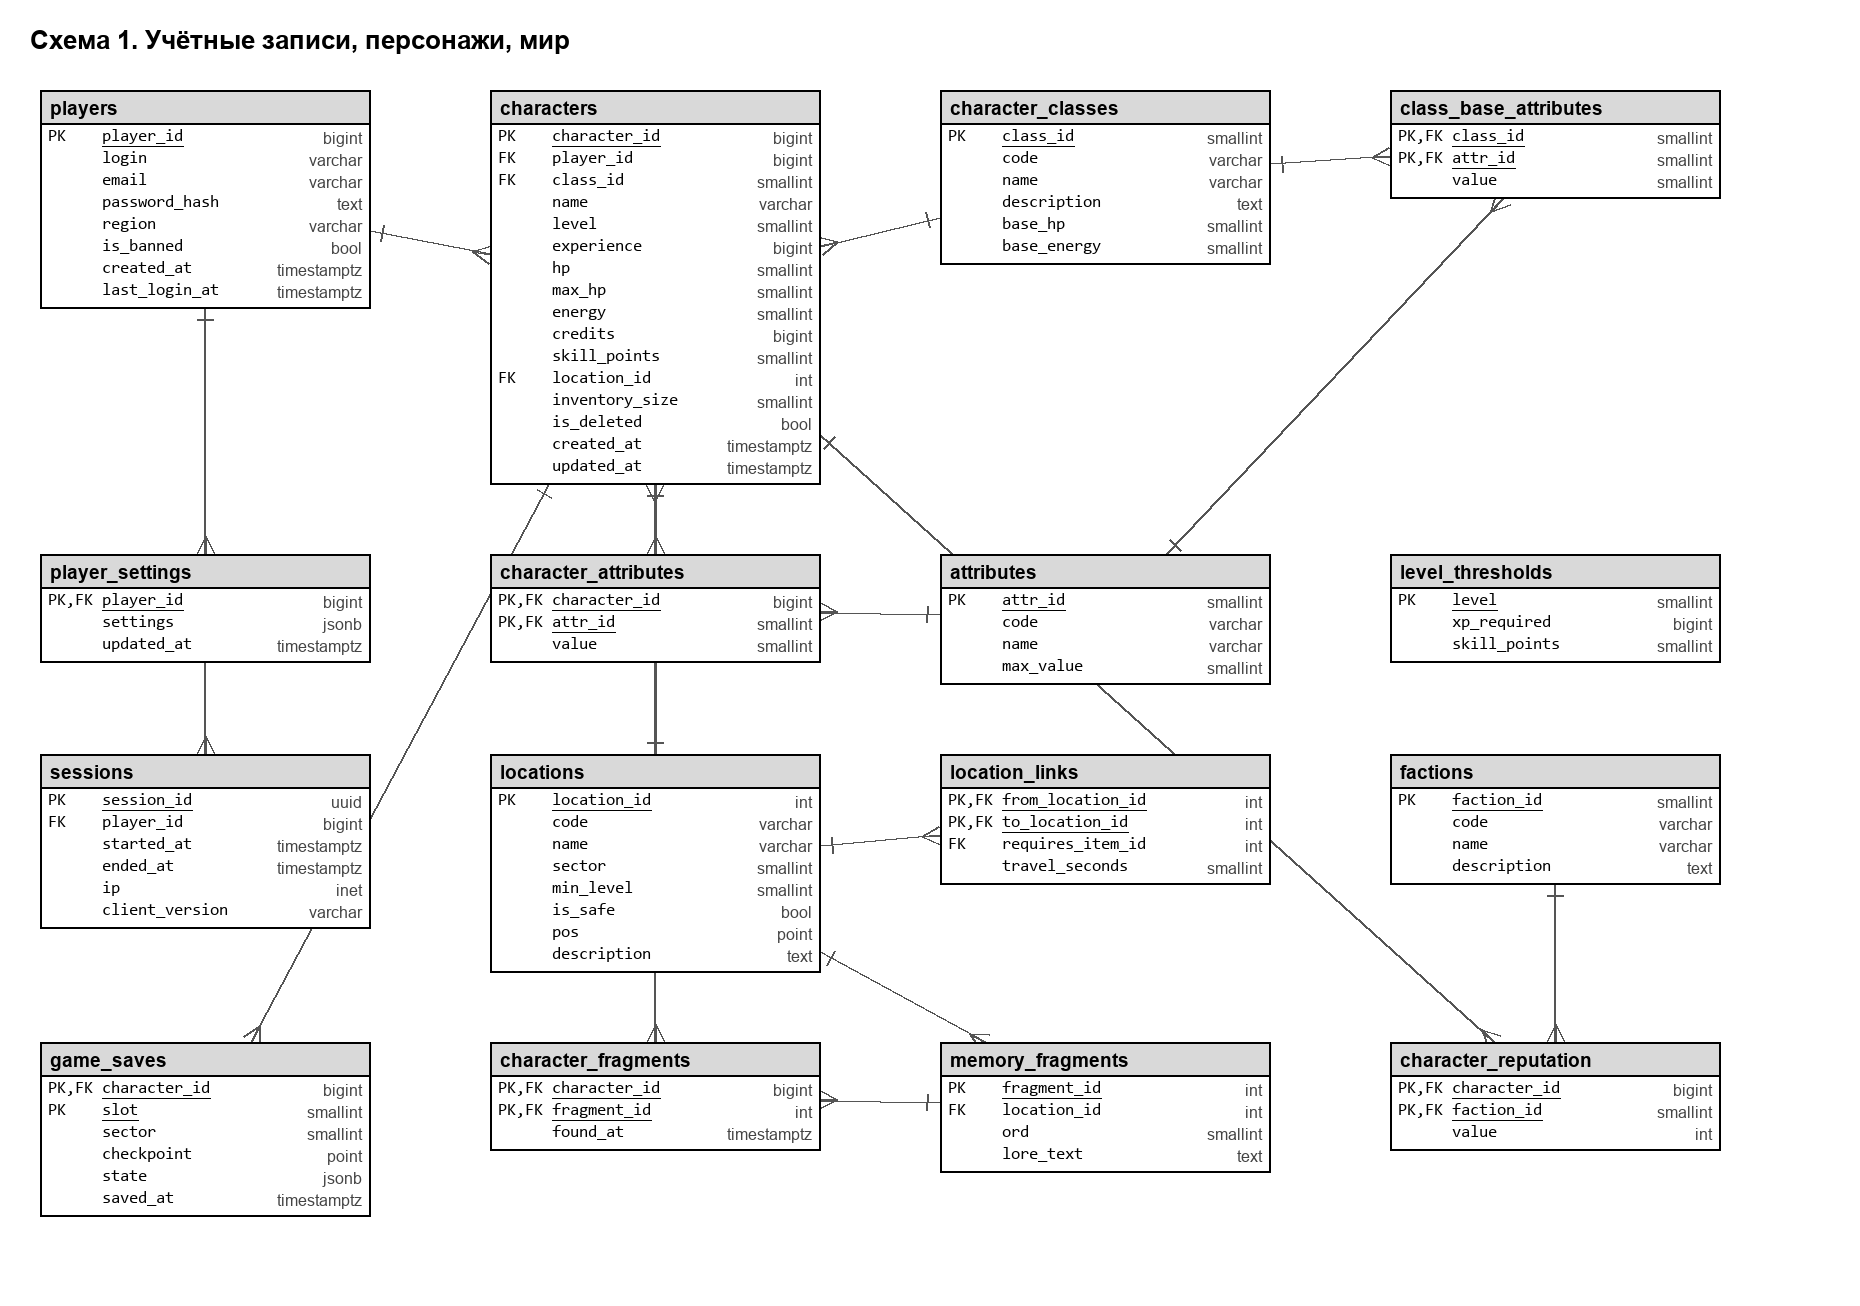 Схема 1. Учётные записи, персонажи, мир
players
PK player_id bigint
login varchar
email varchar
password_hash text
region varchar
is_banned bool
created_at timestamptz
last_login_at timestamptz
characters
PK character_id bigint
FK player_id bigint
FK class_id smallint
name varchar
level smallint
experience bigint
hp smallint
max_hp smallint
energy smallint
credits bigint
skill_points smallint
FK location_id int
inventory_size smallint
is_deleted bool
created_at timestamptz
updated_at timestamptz
character_classes
PK class_id smallint
code varchar
name varchar
description text
base_hp smallint
base_energy smallint
class_base_attributes
PK,FK class_id smallint
PK,FK attr_id smallint
value smallint
player_settings
PK,FK player_id bigint
settings jsonb
updated_at timestamptz
character_attributes
PK,FK character_id bigint
PK,FK attr_id smallint
value smallint
attributes
PK attr_id smallint
code varchar
name varchar
max_value smallint
level_thresholds
PK level smallint
xp_required bigint
skill_points smallint
sessions
PK session_id uuid
FK player_id bigint
started_at timestamptz
ended_at timestamptz
ip inet
client_version varchar
locations
PK location_id int
code varchar
name varchar
sector smallint
min_level smallint
is_safe bool
pos point
description text
location_links
PK,FK from_location_id int
PK,FK to_location_id int
FK requires_item_id int
travel_seconds smallint
factions
PK faction_id smallint
code varchar
name varchar
description text
game_saves
PK,FK character_id bigint
PK slot smallint
sector smallint
checkpoint point
state jsonb
saved_at timestamptz
character_fragments
PK,FK character_id bigint
PK,FK fragment_id int
found_at timestamptz
memory_fragments
PK fragment_id int
FK location_id int
ord smallint
lore_text text
character_reputation
PK,FK character_id bigint
PK,FK faction_id smallint
value int